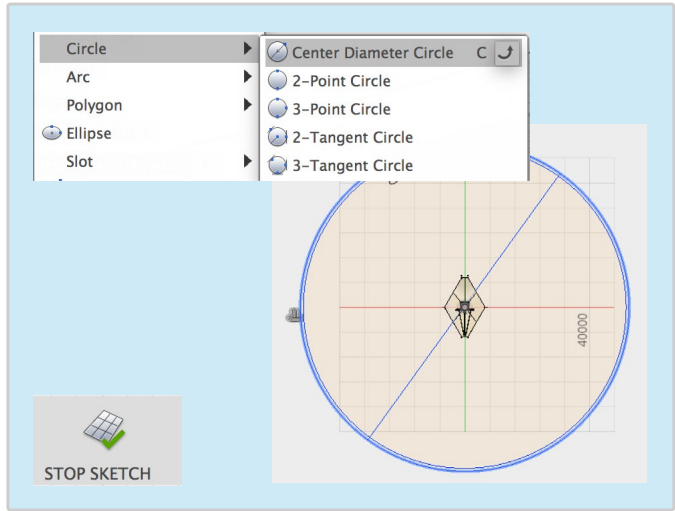 Circle
Arc
Polygon
Ellipse
Slot
Center Diameter Circle C
2-Point Circle
3-Point Circle
2-Tangent Circle
3-Tangent Circle
40000
STOP SKETCH